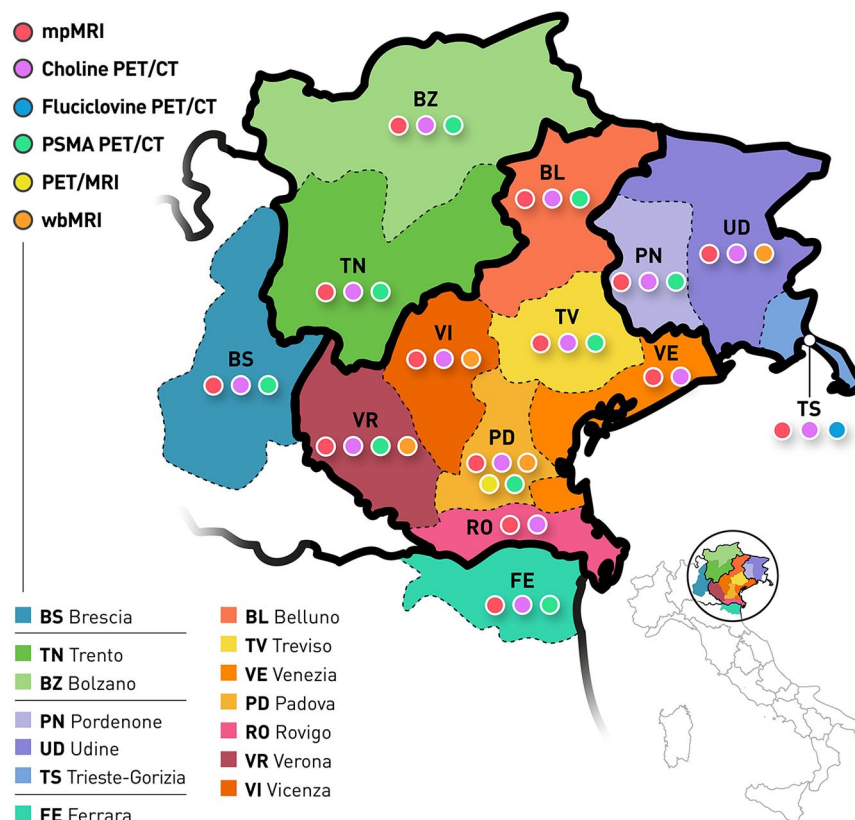 mpMRI
Choline PET/CT
Fluciclovine PET/CT
PSMA PET/CT
PET/MRI
wbMRI
BZ
BL
UD
PN
TN
TV
VI
VE
BS
VR
TS
PD
RO
FE
BS Brescia
TN Trento
BZ Bolzano
PN Pordenone
UD Udine
TS Trieste-Gorizia
FE Ferrara
BL Belluno
TV Treviso
VE Venezia
PD Padova
RO Rovigo
VR Verona
VI Vicenza